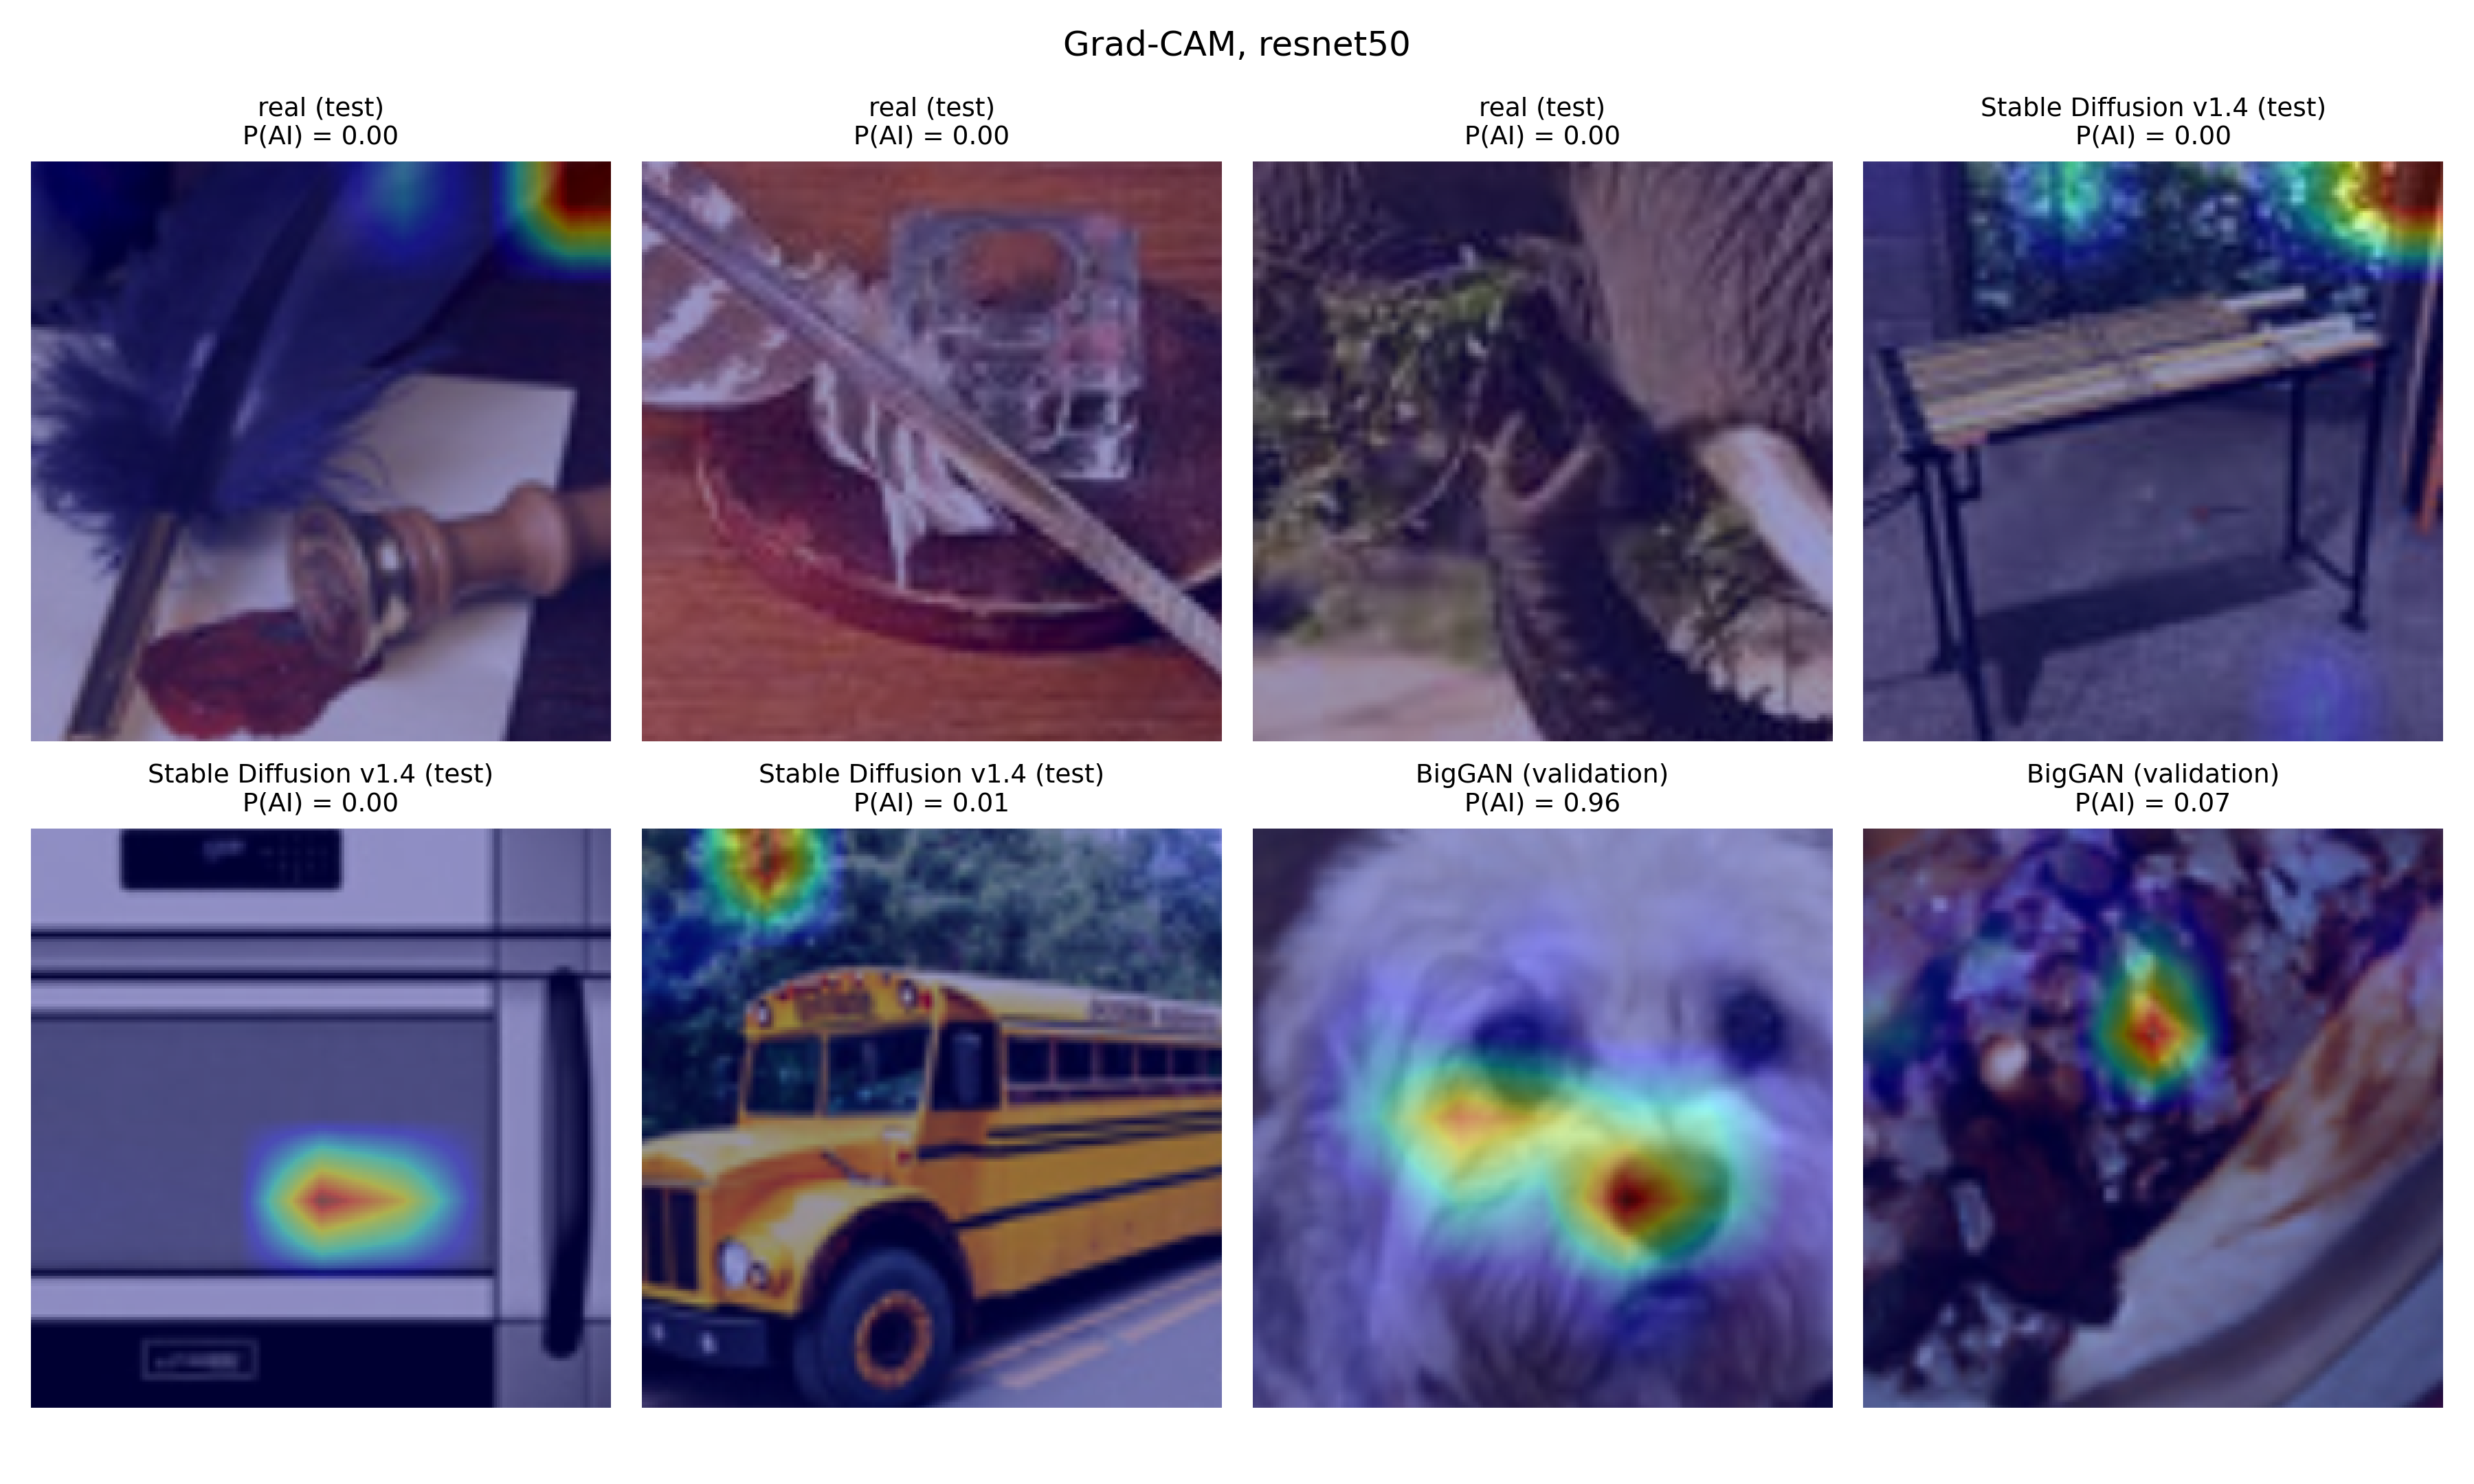 Grad-CAM, resnet50
real (test)
P(AI) = 0.00
real (test)
P(AI) = 0.00
real (test)
P(AI) = 0.00
Stable Diffusion v1.4 (test)
P(AI) = 0.00
Stable Diffusion v1.4 (test)
P(AI) = 0.00
Stable Diffusion v1.4 (test)
P(AI) = 0.01
BigGAN (validation)
P(AI) = 0.96
BigGAN (validation)
P(AI) = 0.07